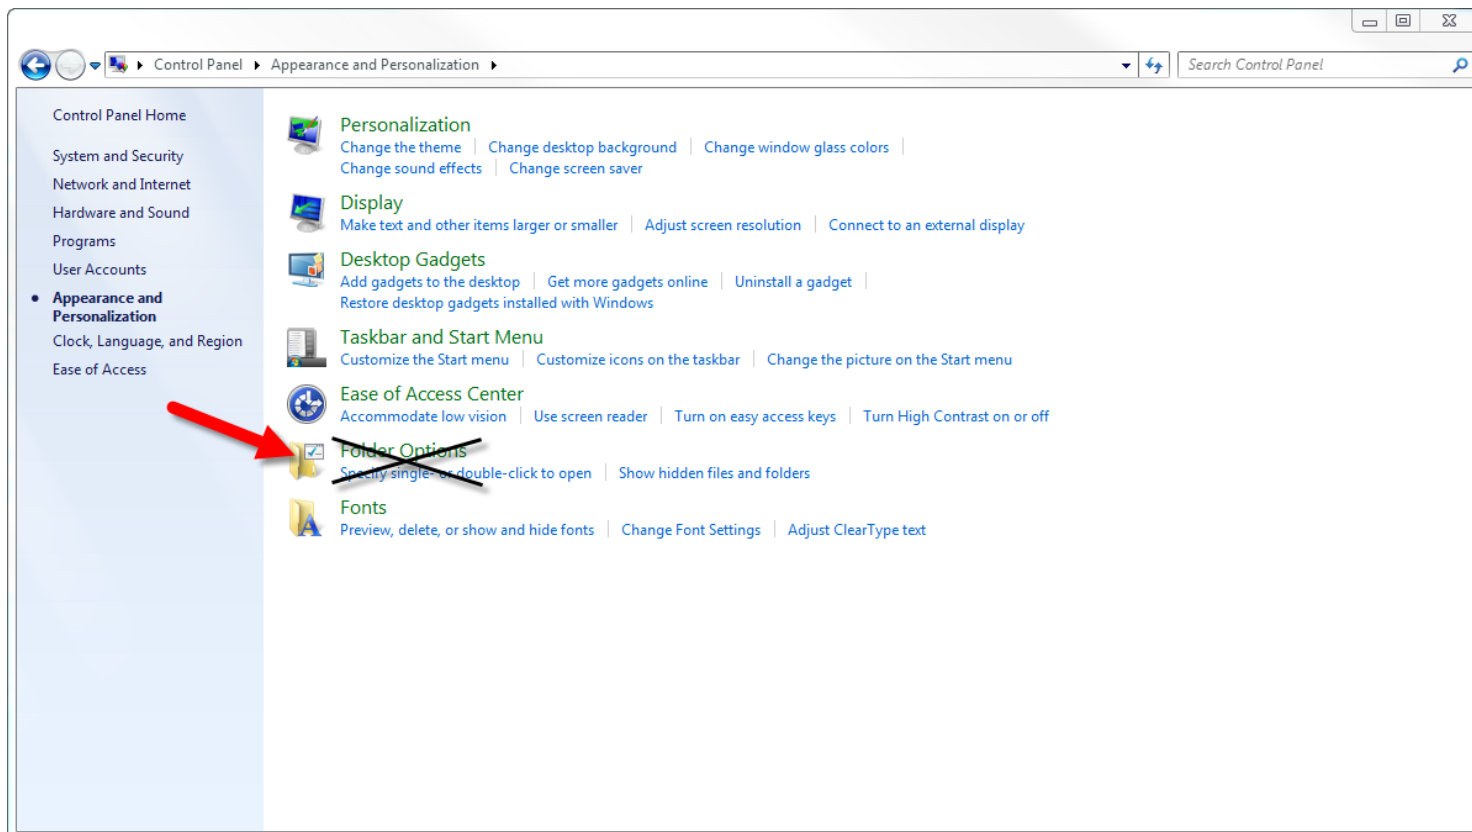 Control Panel Appearance and Personalization
Search Control Panel
Control Panel Home
System and Security
Network and Internet
Hardware and Sound
Programs
User Accounts
Appearance and
Personalization
Clock, Language, and Region
Ease of Access
Personalization
Change the theme Change desktop background Change window glass colors
Change sound effects Change screen saver
Display
Make text and other items larger or smaller Adjust screen resolution Connect to an external display
Desktop Gadgets
Add gadgets to the desktop Get more gadgets online Uninstall a gadget
Restore desktop gadgets installed with Windows
Taskbar and Start Menu
Customize the Start menu Customize icons on the taskbar Change the picture on the Start menu
Ease of Access Center
Accommodate low vision Use screen reader Turn on easy access keys Turn High Contrast on or off
Folder Options
Specify single- or double-click to open Show hidden files and folders
Fonts
Preview, delete, or show and hide fonts Change Font Settings Adjust ClearType text